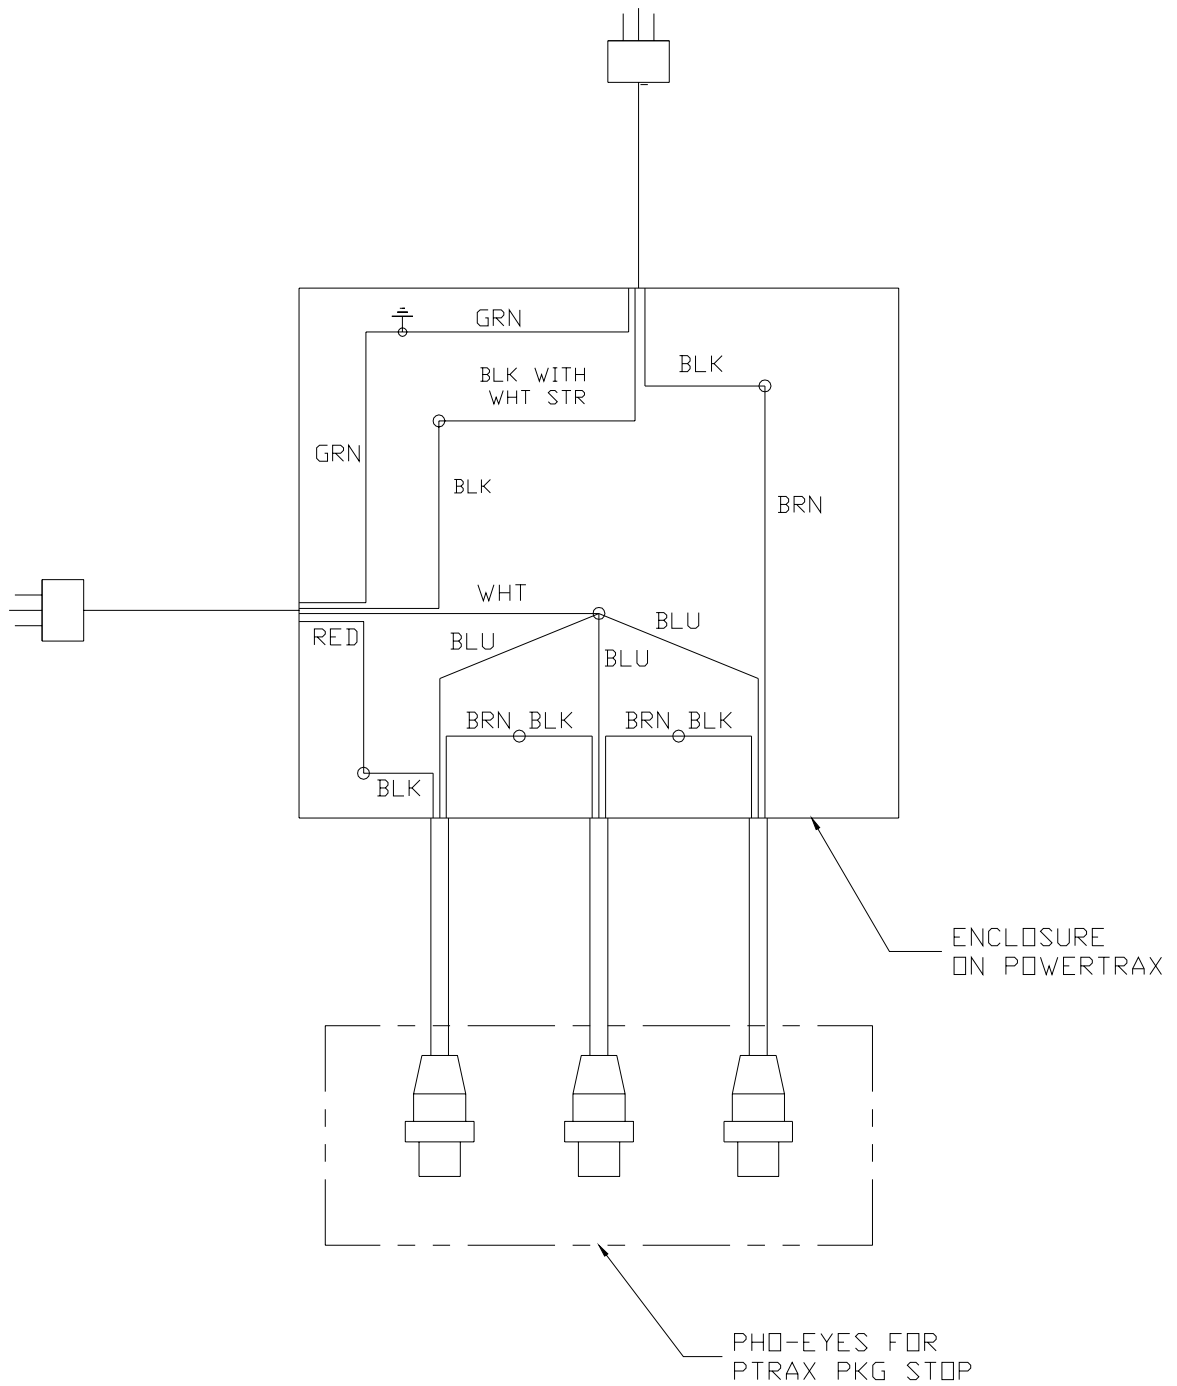 GRN
BLK WITH
WHT STR
BLK
GRN
BLK
BRN
WHT
RED
BLU
BLU
BLU
BRN BLK
BRN BLK
BLK
ENCLOSURE
ON POWERTRAX
PHO-EYES FOR
PTRAX PKG STOP